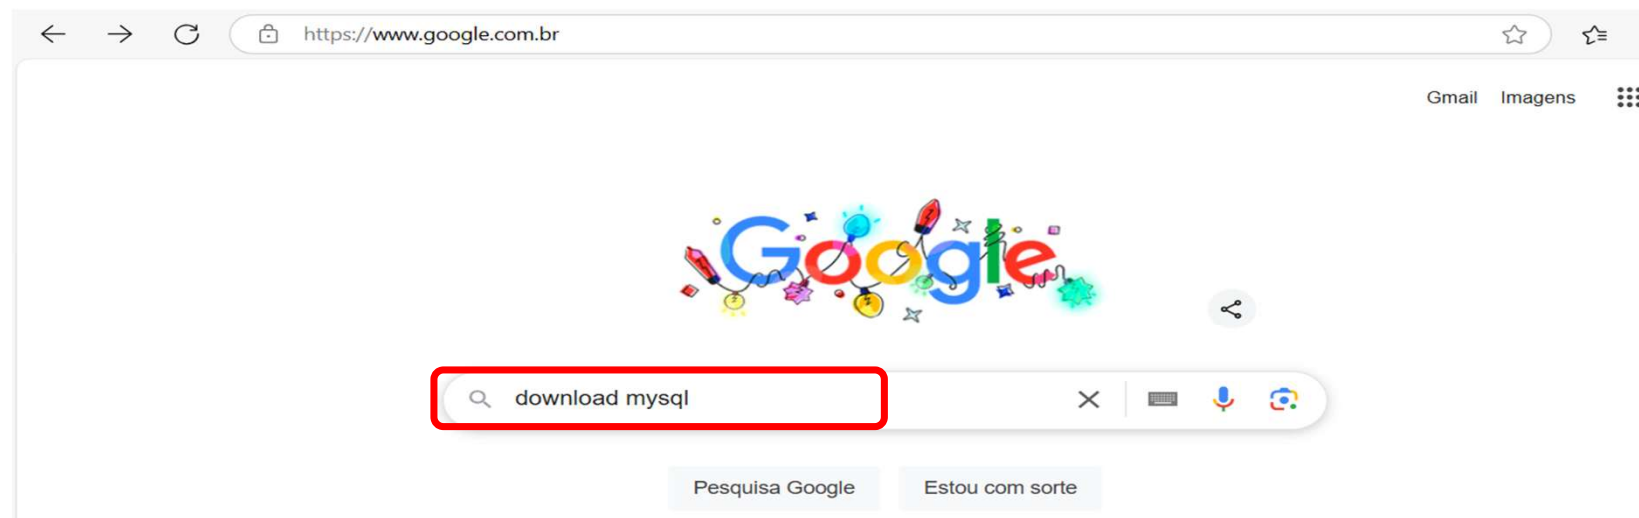 https://www.google.com.br
Gmail Imagens
Google
download mysql
Pesquisa Google Estou com sorte